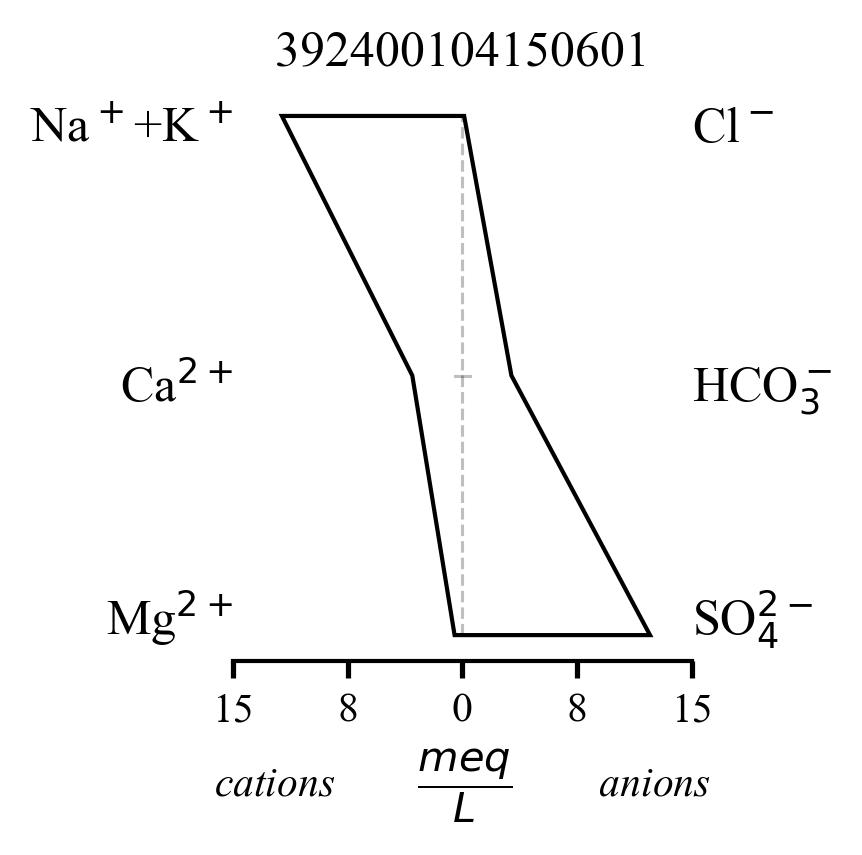 392400104150601
Na⁺+K⁺ Cl⁻
Ca²⁺ HCO₃⁻
Mg²⁺ SO₄²⁻
15 8 0 8 15
cations meq/L anions